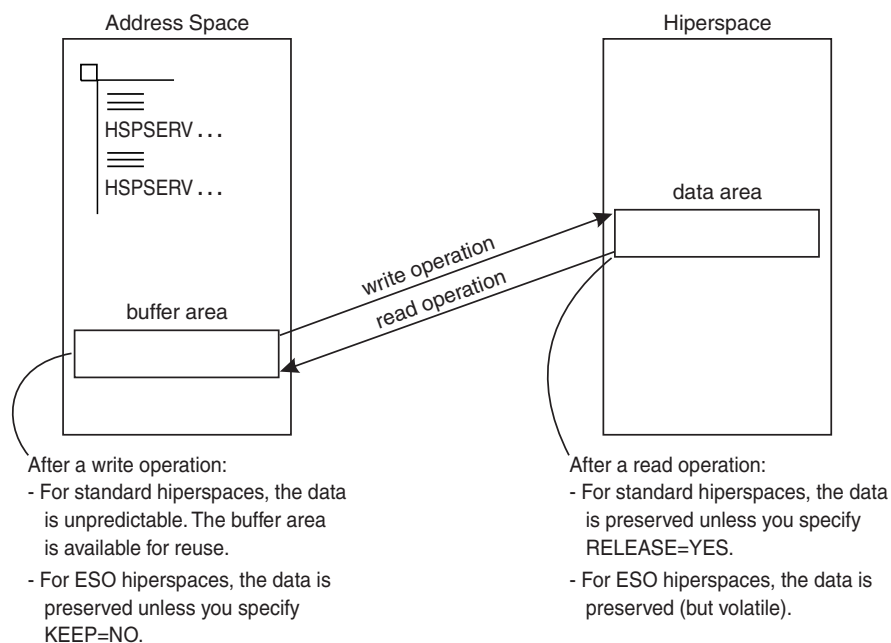 Address Space
Hiperspace
HSPSERV . . .
HSPSERV . . .
data area
write operation
read operation
buffer area
After a write operation:
- For standard hiperspaces, the data
is unpredictable. The buffer area
is available for reuse.
- For ESO hiperspaces, the data is
preserved unless you specify
KEEP=NO.
After a read operation:
- For standard hiperspaces, the data
is preserved unless you specify
RELEASE=YES.
- For ESO hiperspaces, the data is
preserved (but volatile).